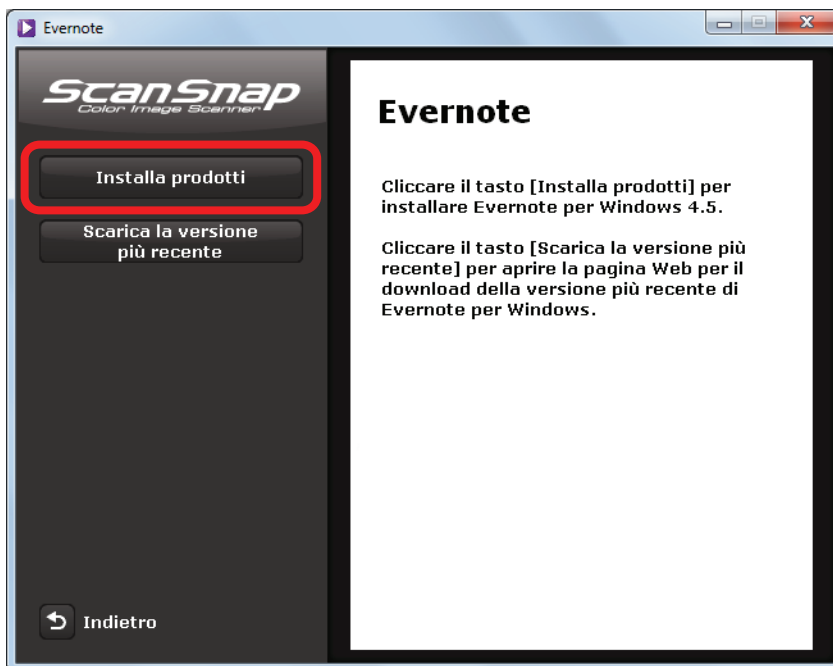 Evernote
ScanSnap
Color Image Scanner
Installa prodotti
Scarica la versione
più recente
Indietro
Evernote
Cliccare il tasto [Installa prodotti] per
installare Evernote per Windows 4.5.
Cliccare il tasto [Scarica la versione più
recente] per aprire la pagina Web per il
download della versione più recente di
Evernote per Windows.